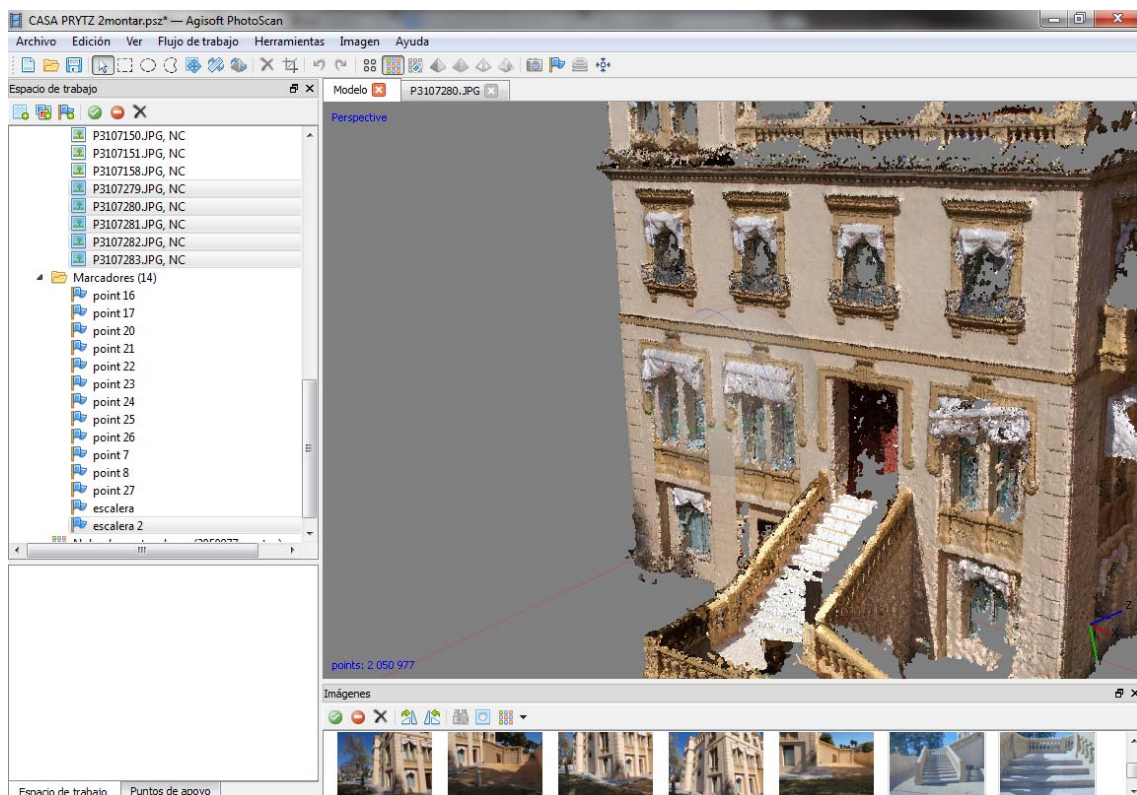 CASA PRYTZ 2montar.psz* — Agisoft PhotoScan
Archivo Edición Ver Flujo de trabajo Herramientas Imagen Ayuda
Espacio de trabajo
Modelo P3107280.JPG
Perspective
P3107150.JPG, NC
P3107151.JPG, NC
P3107158.JPG, NC
P3107279.JPG, NC
P3107280.JPG, NC
P3107281.JPG, NC
P3107282.JPG, NC
P3107283.JPG, NC
Marcadores (14)
point 16
point 17
point 20
point 21
point 22
point 23
point 24
point 25
point 26
point 7
point 8
point 27
escalera
escalera 2
Z
X
points: 2 050 977
Imágenes
Espacio de trabajo Puntos de apoyo